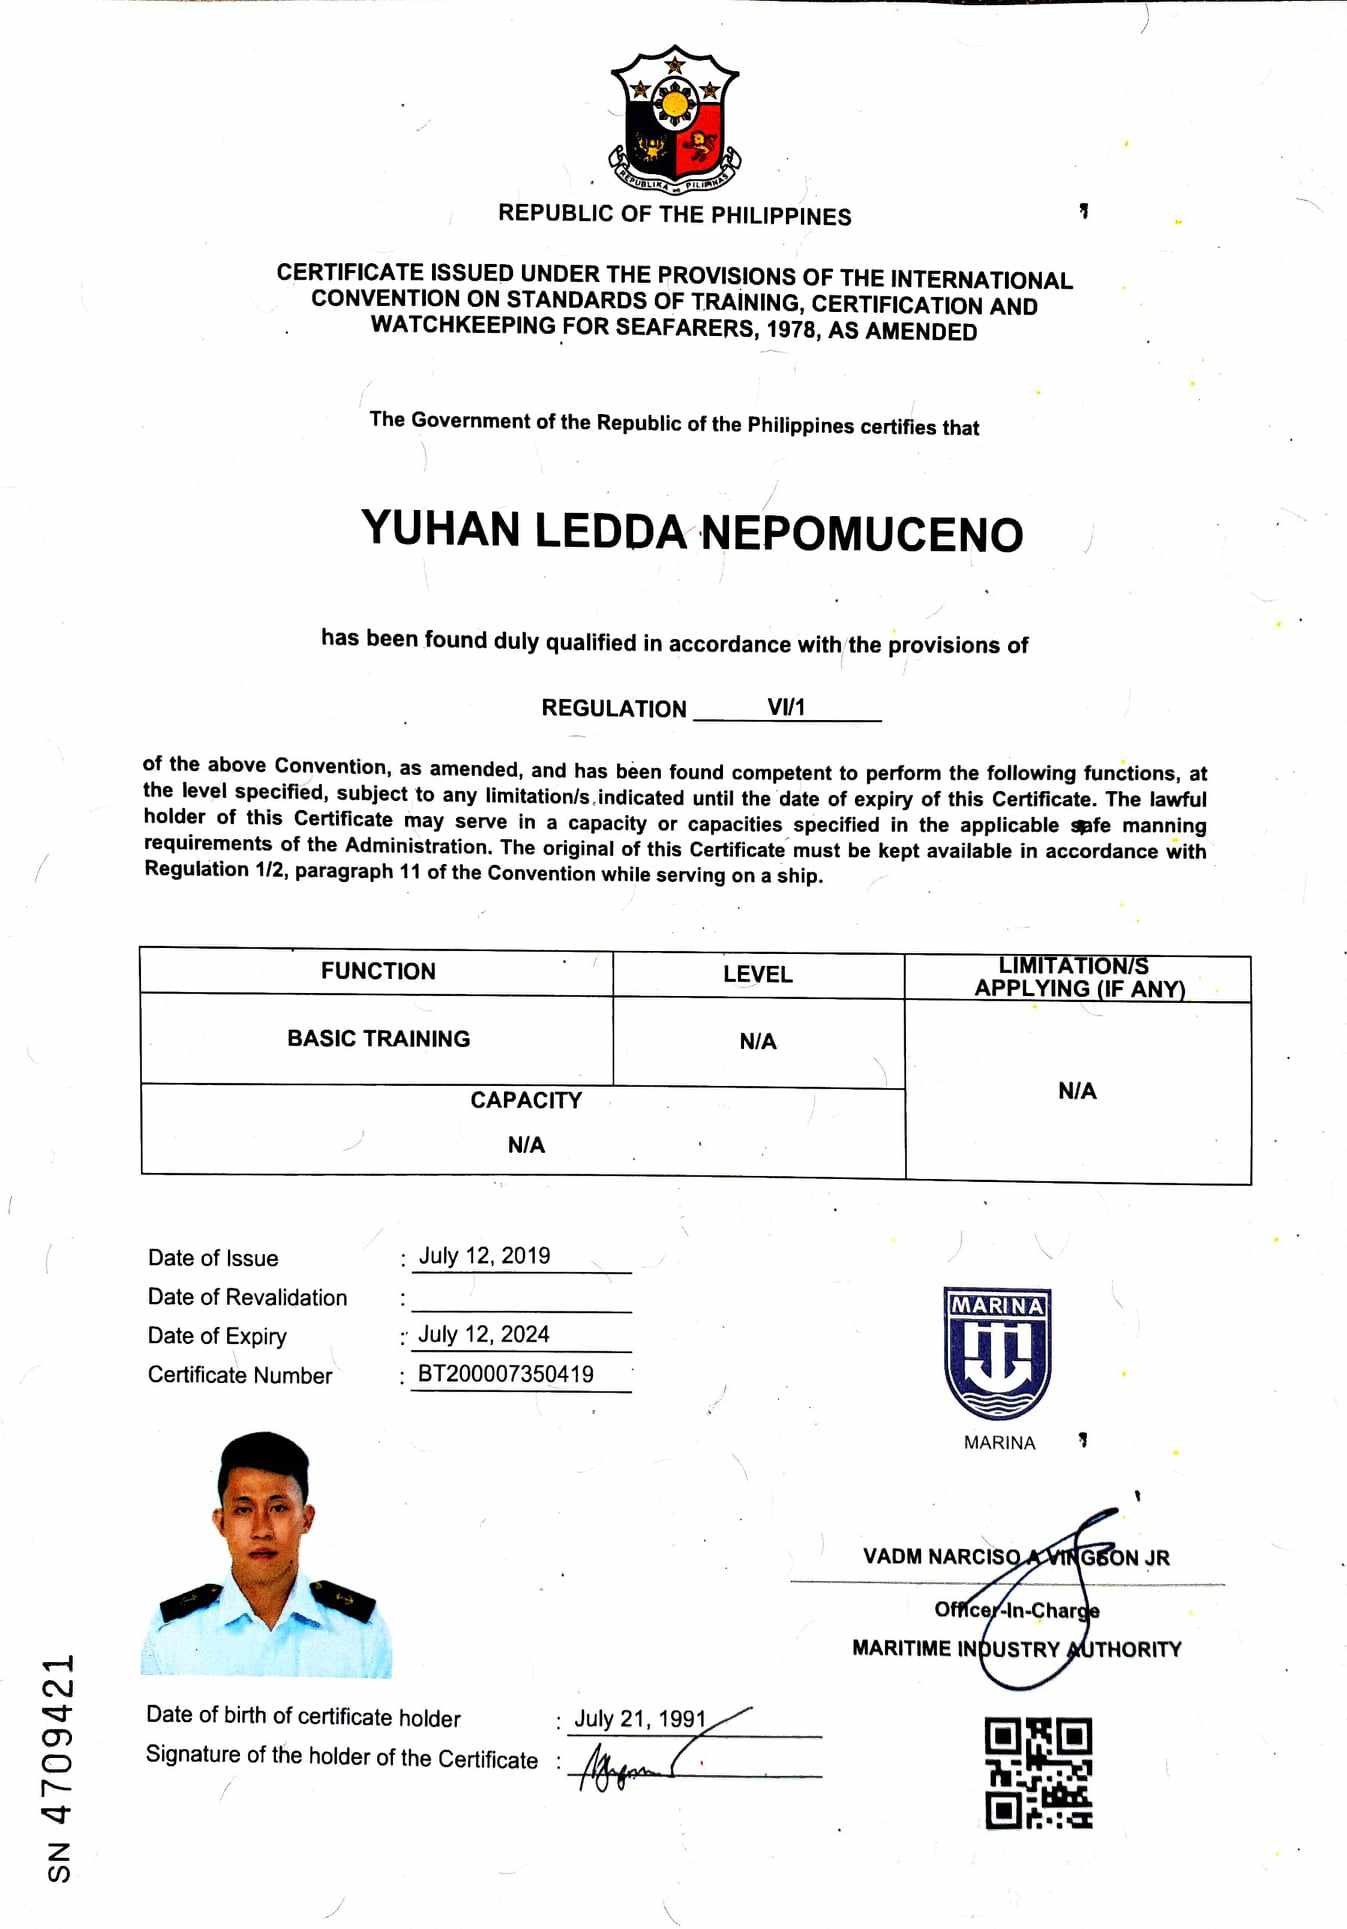 REPUBLIKA NG PILIPINAS
REPUBLIC OF THE PHILIPPINES
CERTIFICATE ISSUED UNDER THE PROVISIONS OF THE INTERNATIONAL
CONVENTION ON STANDARDS OF TRAINING, CERTIFICATION AND
WATCHKEEPING FOR SEAFARERS, 1978, AS AMENDED
The Government of the Republic of the Philippines certifies that
YUHAN LEDDA NEPOMUCENO
has been found duly qualified in accordance with the provisions of
REGULATION VI/1
of the above Convention, as amended, and has been found competent to perform the following functions, at
the level specified, subject to any limitation/s indicated until the date of expiry of this Certificate. The lawful
holder of this Certificate may serve in a capacity or capacities specified in the applicable safe manning
requirements of the Administration. The original of this Certificate must be kept available in accordance with
Regulation 1/2, paragraph 11 of the Convention while serving on a ship.
FUNCTION LEVEL LIMITATION/S
APPLYING (IF ANY)
BASIC TRAINING N/A N/A
CAPACITY
N/A
Date of Issue : July 12, 2019
Date of Revalidation :
Date of Expiry : July 12, 2024
Certificate Number : BT200007350419
MARINA
MARINA
VADM NARCISO A VINGSON JR
Officer-In-Charge
MARITIME INDUSTRY AUTHORITY
Date of birth of certificate holder : July 21, 1991
Signature of the holder of the Certificate :
SN 4709421